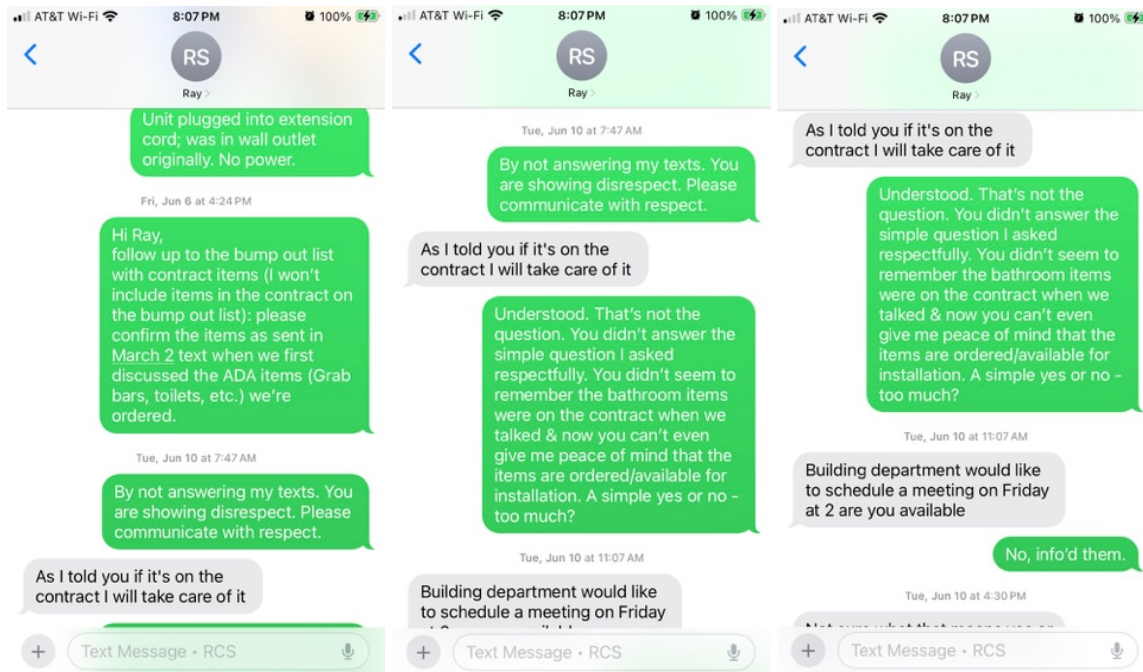 AT&T Wi-Fi 8:07 PM 100%
RS
Ray
Unit plugged into extension
cord; was in wall outlet
originally. No power.
Fri, Jun 6 at 4:24 PM
Hi Ray,
follow up to the bump out list
with contract items (I won't
include items in the contract on
the bump out list): please
confirm the items as sent in
March 2 text when we first
discussed the ADA items (Grab
bars, toilets, etc.) we're
ordered.
Tue, Jun 10 at 7:47 AM
By not answering my texts. You
are showing disrespect. Please
communicate with respect.
As I told you if it's on the
contract I will take care of it
Text Message • RCS
AT&T Wi-Fi 8:07 PM 100%
RS
Ray
Tue, Jun 10 at 7:47 AM
By not answering my texts. You
are showing disrespect. Please
communicate with respect.
As I told you if it's on the
contract I will take care of it
Understood. That's not the
question. You didn't answer the
simple question I asked
respectfully. You didn't seem to
remember the bathroom items
were on the contract when we
talked & now you can't even
give me peace of mind that the
items are ordered/available for
installation. A simple yes or no -
too much?
Tue, Jun 10 at 11:07 AM
Building department would like
to schedule a meeting on Friday
Text Message • RCS
AT&T Wi-Fi 8:07 PM 100%
RS
Ray
As I told you if it's on the
contract I will take care of it
Understood. That's not the
question. You didn't answer the
simple question I asked
respectfully. You didn't seem to
remember the bathroom items
were on the contract when we
talked & now you can't even
give me peace of mind that the
items are ordered/available for
installation. A simple yes or no -
too much?
Tue, Jun 10 at 11:07 AM
Building department would like
to schedule a meeting on Friday
at 2 are you available
No, info'd them.
Tue, Jun 10 at 4:30 PM
Text Message • RCS